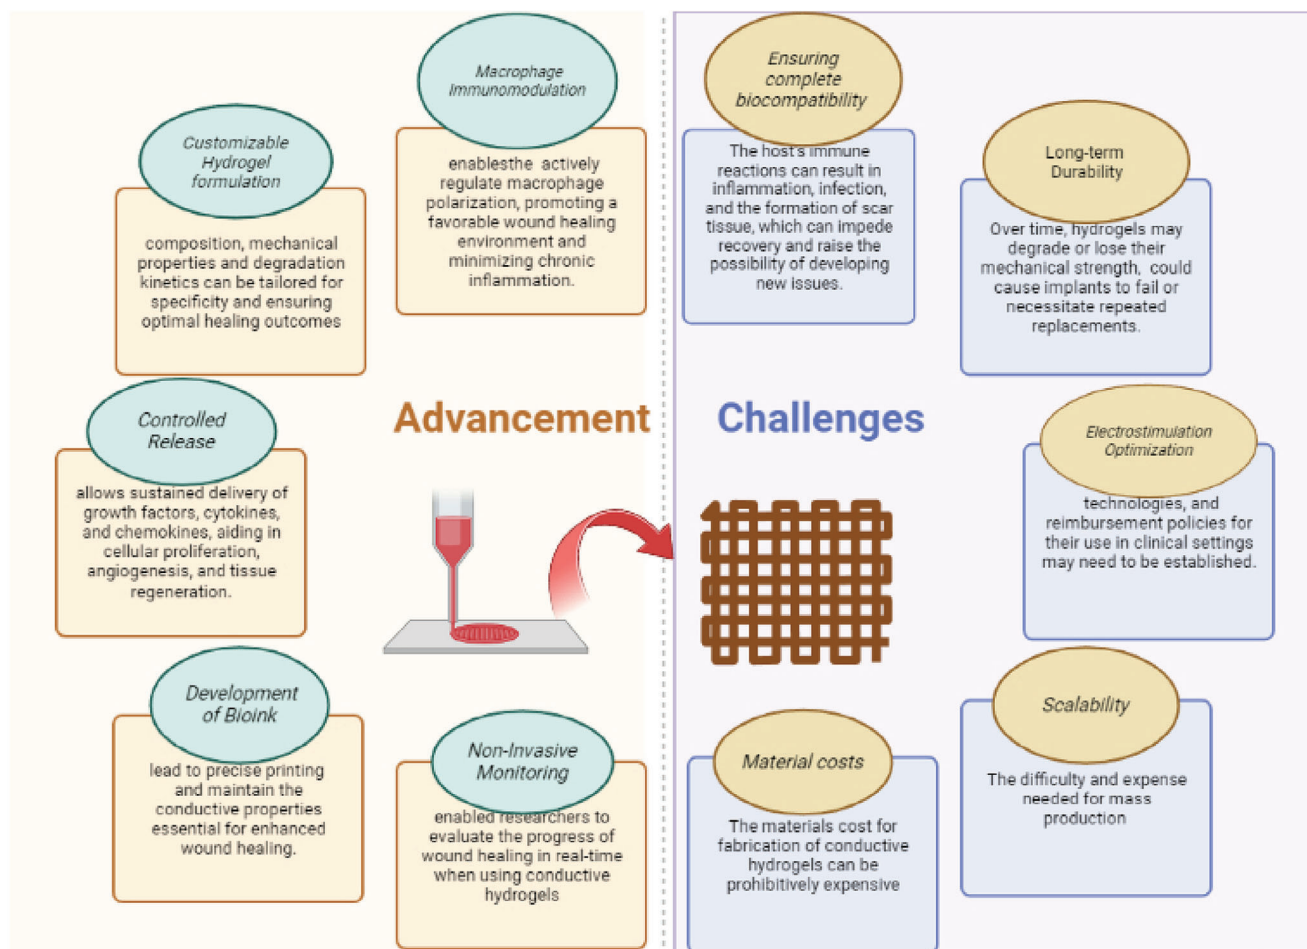 Macrophage
Immunomodulation
enablesthe actively
regulate macrophage
polarization, promoting a
favorable wound healing
environment and
minimizing chronic
inflammation.
Customizable
Hydrogel
formulation
composition, mechanical
properties and degradation
kinetics can be tailored for
specificity and ensuring
optimal healing outcomes
Controlled
Release
allows sustained delivery of
growth factors, cytokines,
and chemokines, aiding in
cellular proliferation,
angiogenesis, and tissue
regeneration.
Development
of Bioink
lead to precise printing
and maintain the
conductive properties
essential for enhanced
wound healing.
Non-Invasive
Monitoring
enabled researchers to
evaluate the progress of
wound healing in real-time
when using conductive
hydrogels
Advancement
Challenges
Ensuring
complete
biocompatibility
The host's immune
reactions can result in
inflammation, infection,
and the formation of scar
tissue, which can impede
recovery and raise the
possibility of developing
new issues.
Long-term
Durability
Over time, hydrogels may
degrade or lose their
mechanical strength, could
cause implants to fail or
necessitate repeated
replacements.
Electrostimulation
Optimization
technologies, and
reimbursement policies for
their use in clinical settings
may need to be established.
Scalability
The difficulty and expense
needed for mass
production
Material costs
The materials cost for
fabrication of conductive
hydrogels can be
prohibitively expensive